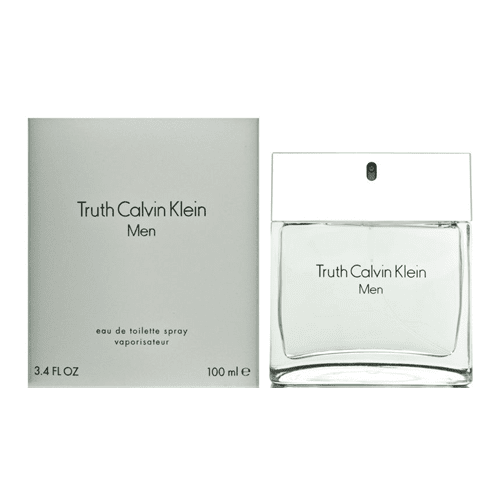 Truth Calvin Klein
Men
eau de toilette spray
vaporisateur
3.4 FL OZ 100 ml ℮
Truth Calvin Klein
Men